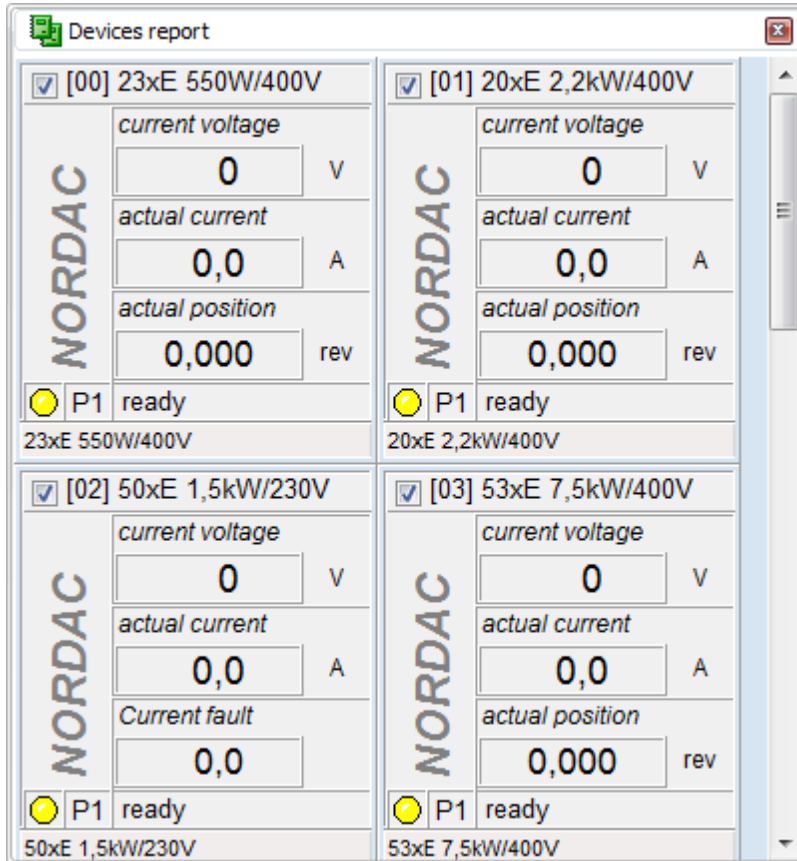 Devices report
[00] 23xE 550W/400V
current voltage
0 V
NORDAC
actual current
0,0 A
actual position
0,000 rev
P1 ready
23xE 550W/400V
[01] 20xE 2,2kW/400V
current voltage
0 V
NORDAC
actual current
0,0 A
actual position
0,000 rev
P1 ready
20xE 2,2kW/400V
[02] 50xE 1,5kW/230V
current voltage
0 V
NORDAC
actual current
0,0 A
Current fault
0,0
P1 ready
50xE 1,5kW/230V
[03] 53xE 7,5kW/400V
current voltage
0 V
NORDAC
actual current
0,0 A
actual position
0,000 rev
P1 ready
53xE 7,5kW/400V